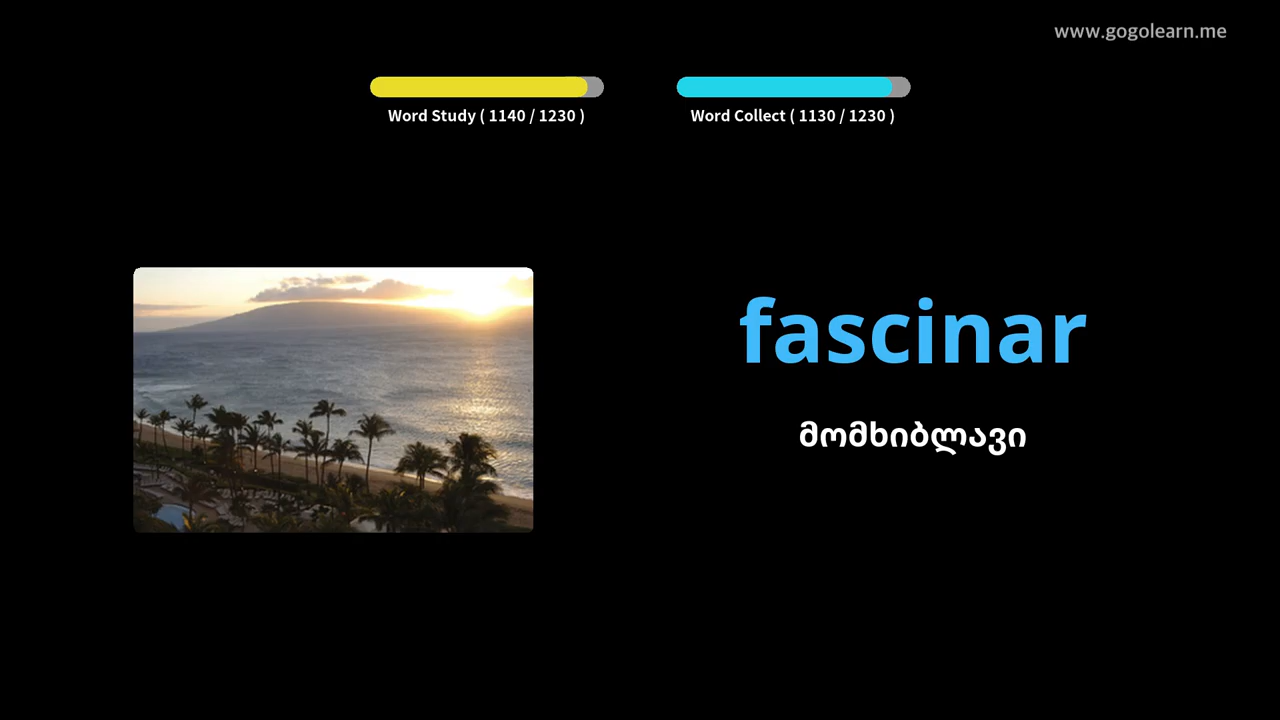 www.gogolearn.me
Word Study ( 1140 / 1230 )
Word Collect ( 1130 / 1230 )
fascinar
მომხიბლავი